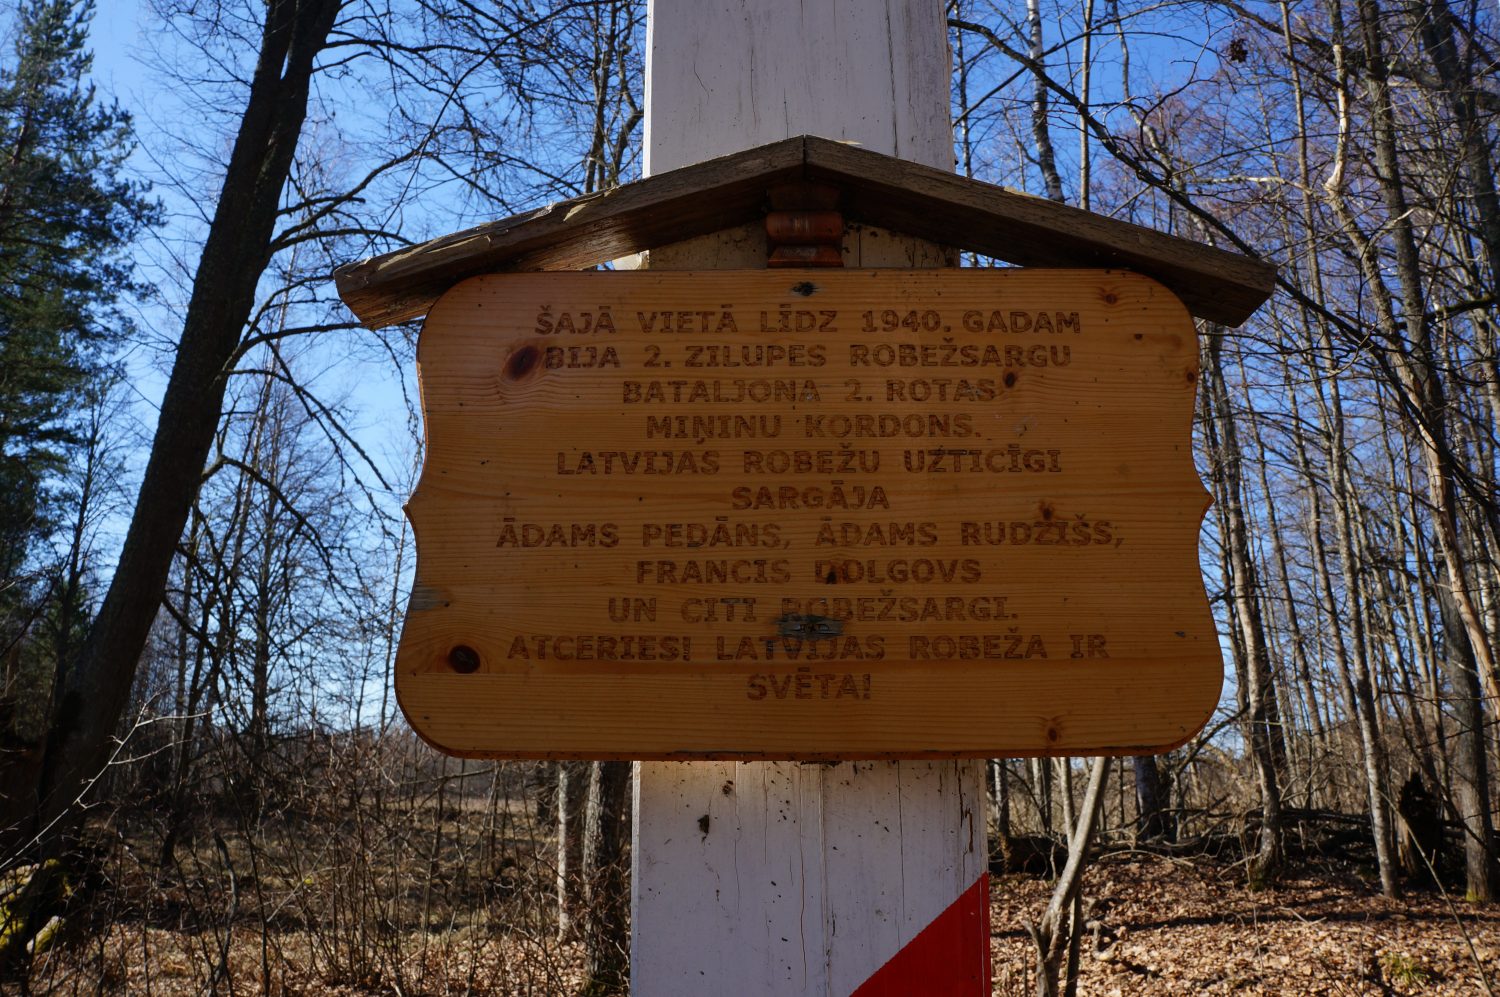 ŠAJĀ VIETĀ LĪDZ 1940. GADAM
BIJA 2. ZILUPES ROBEŽSARGU
BATALJONA 2. ROTAS
MIŅINU KORDONS.
LATVIJAS ROBEŽU UZTICĪGI
SARGĀJA
ĀDAMS PEDĀNS, ĀDAMS RUDZĪŠS,
FRANCIS DOLGOVS
UN CITI ROBEŽSARGI.
ATCERIES! LATVIJAS ROBEŽA IR
SVĒTA!